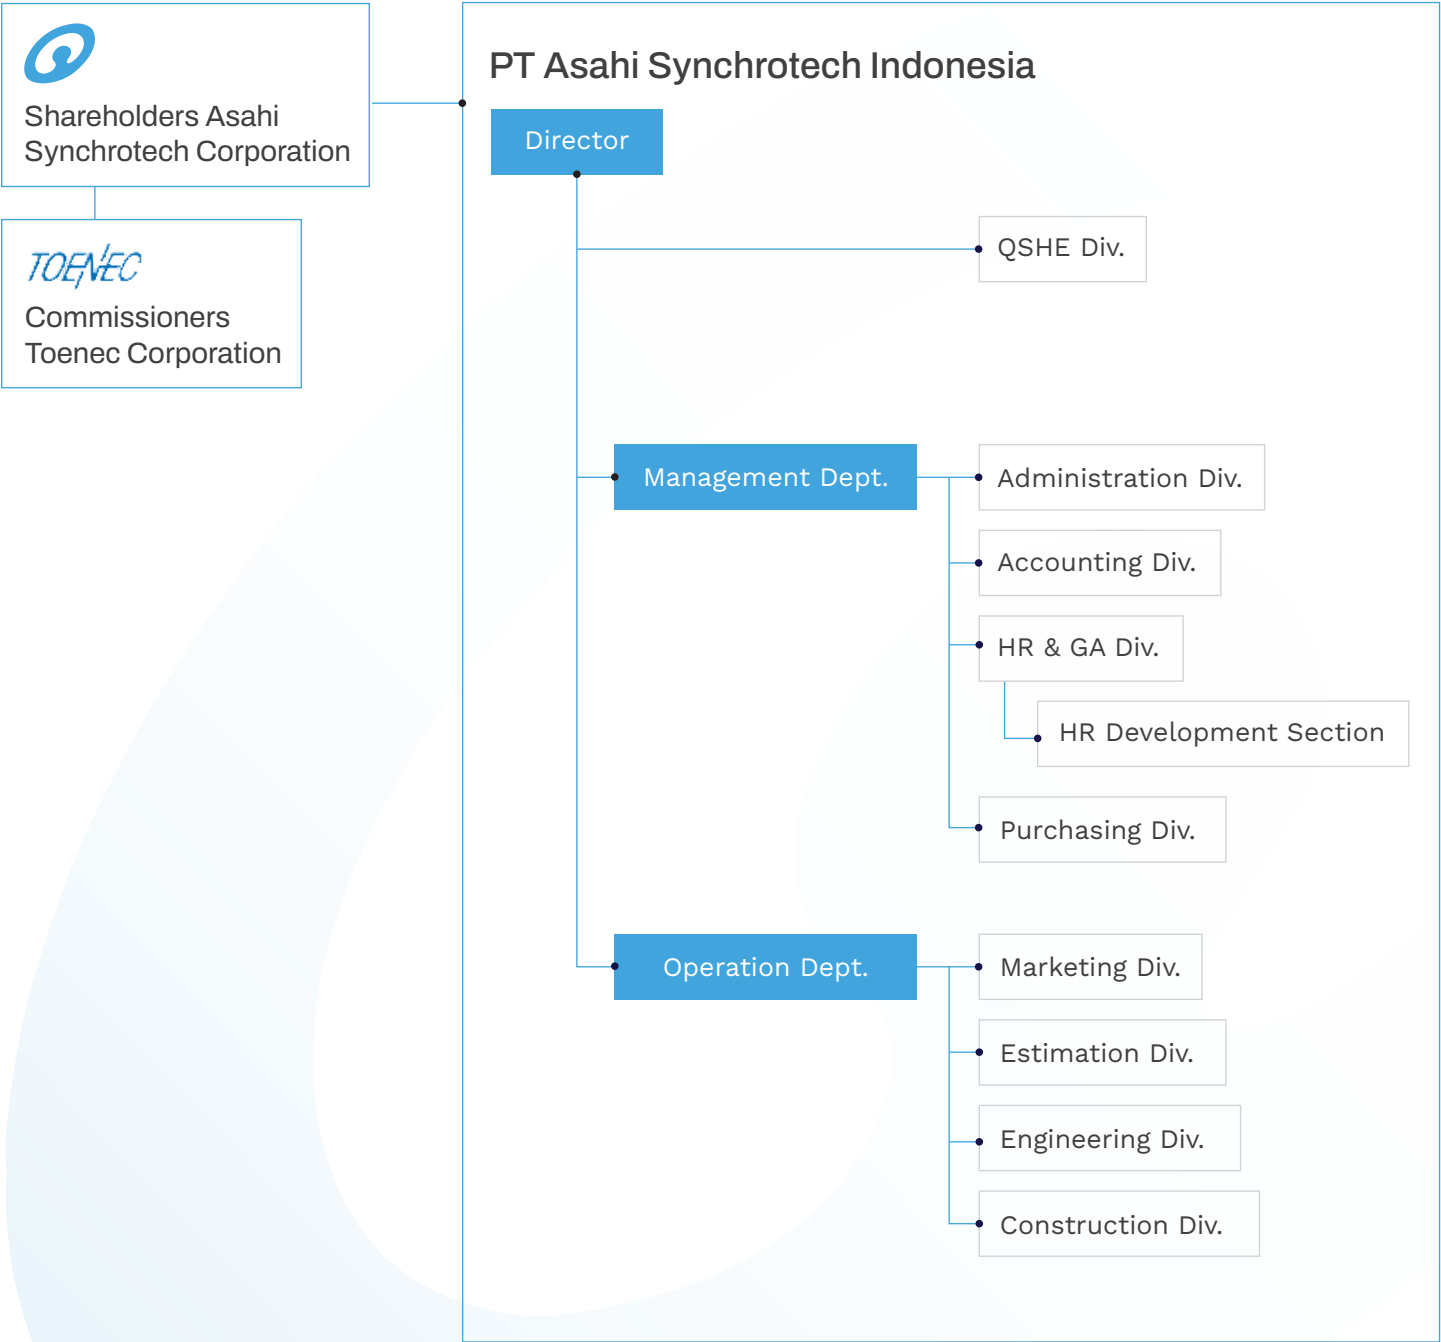 Shareholders Asahi
Synchrotech Corporation
TOENEC
Commissioners
Toenec Corporation
PT Asahi Synchrotech Indonesia
Director
QSHE Div.
Management Dept.
Administration Div.
Accounting Div.
HR & GA Div.
HR Development Section
Purchasing Div.
Operation Dept.
Marketing Div.
Estimation Div.
Engineering Div.
Construction Div.